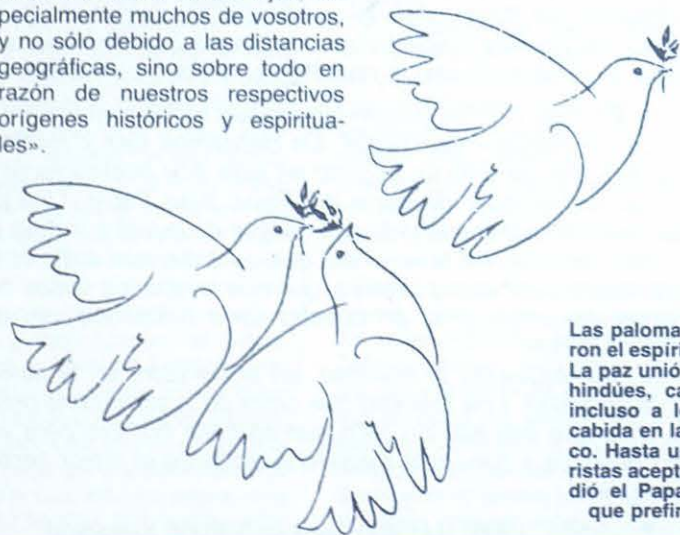 pecialmente muchos de vosotros,
y no sólo debido a las distancias
geográficas, sino sobre todo en
razón de nuestros respectivos
orígenes históricos y espiritua-
les».
Las paloma
ron el espíri
La paz unió
hindúes, ca
incluso a l
cabida en la
co. Hasta u
ristas acept
dió el Papa
que prefir